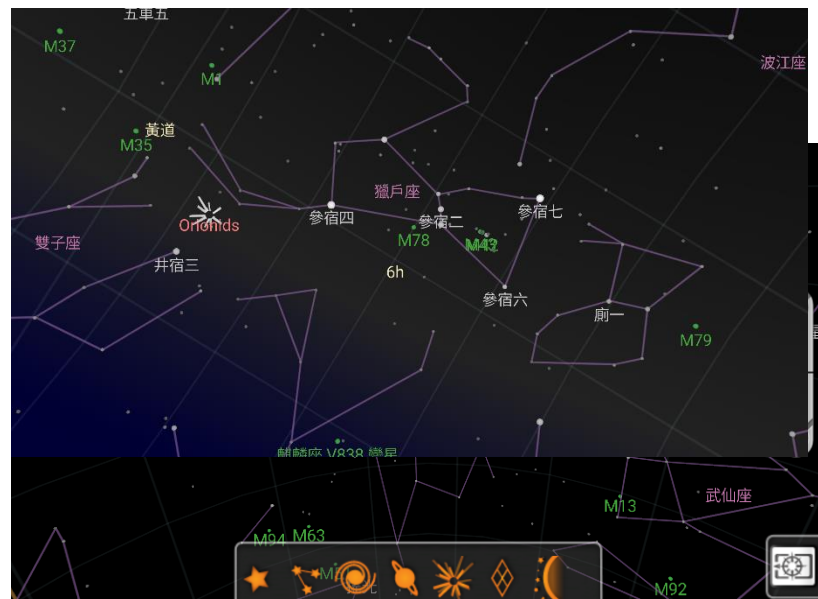 五車五
M37
波江座
M1
黃道
M35
獵戶座
參宿四
參宿二
參宿七
Orionids
M78
雙子座
井宿三
6h
參宿六
廁一
M79
麒麟座 V838 變星
武仙座
M13
M94
M63
M92